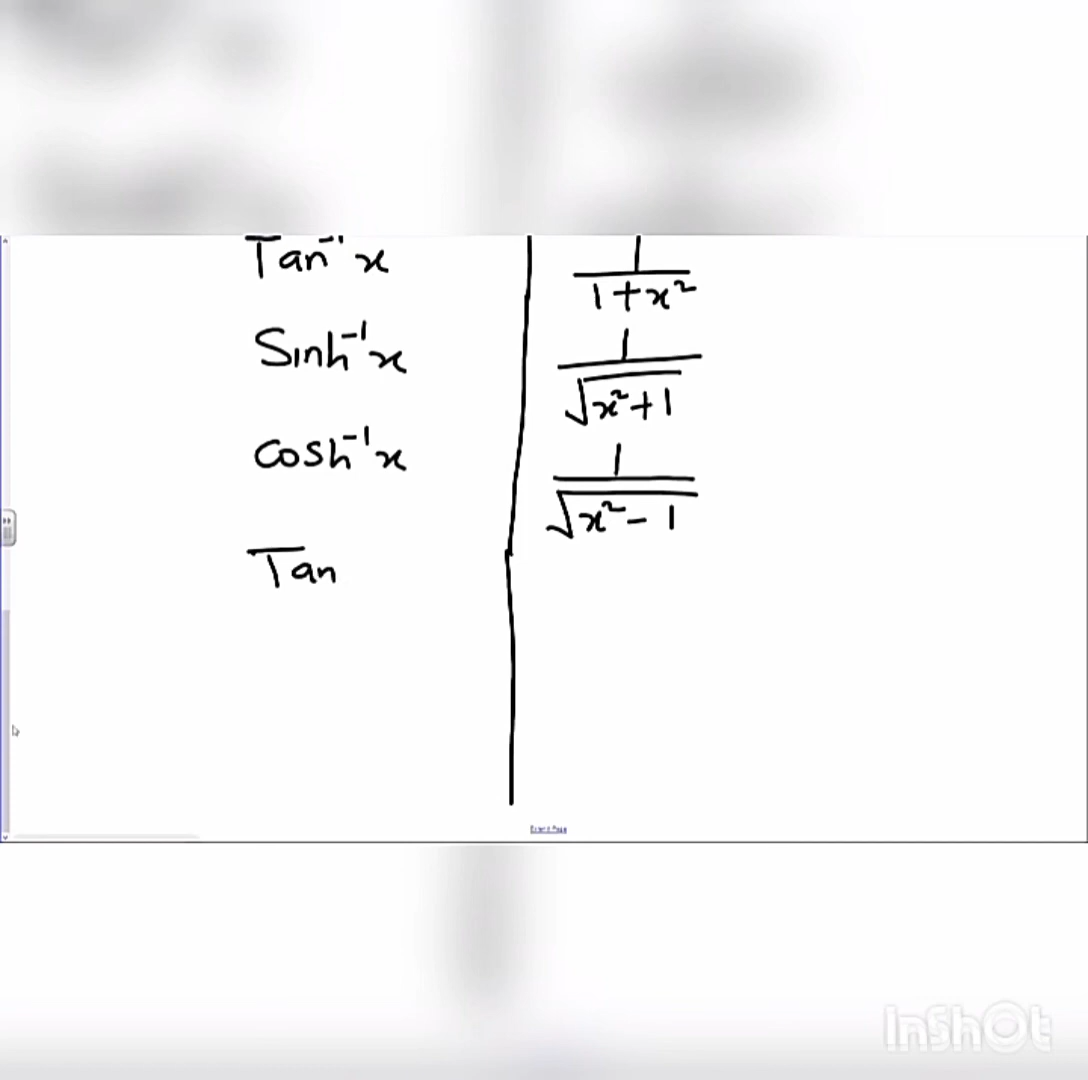 Tan⁻¹x | 1/(1+x²)
Sinh⁻¹x | 1/√(x²+1)
cosh⁻¹x | 1/√(x²-1)
Tan
InShOt